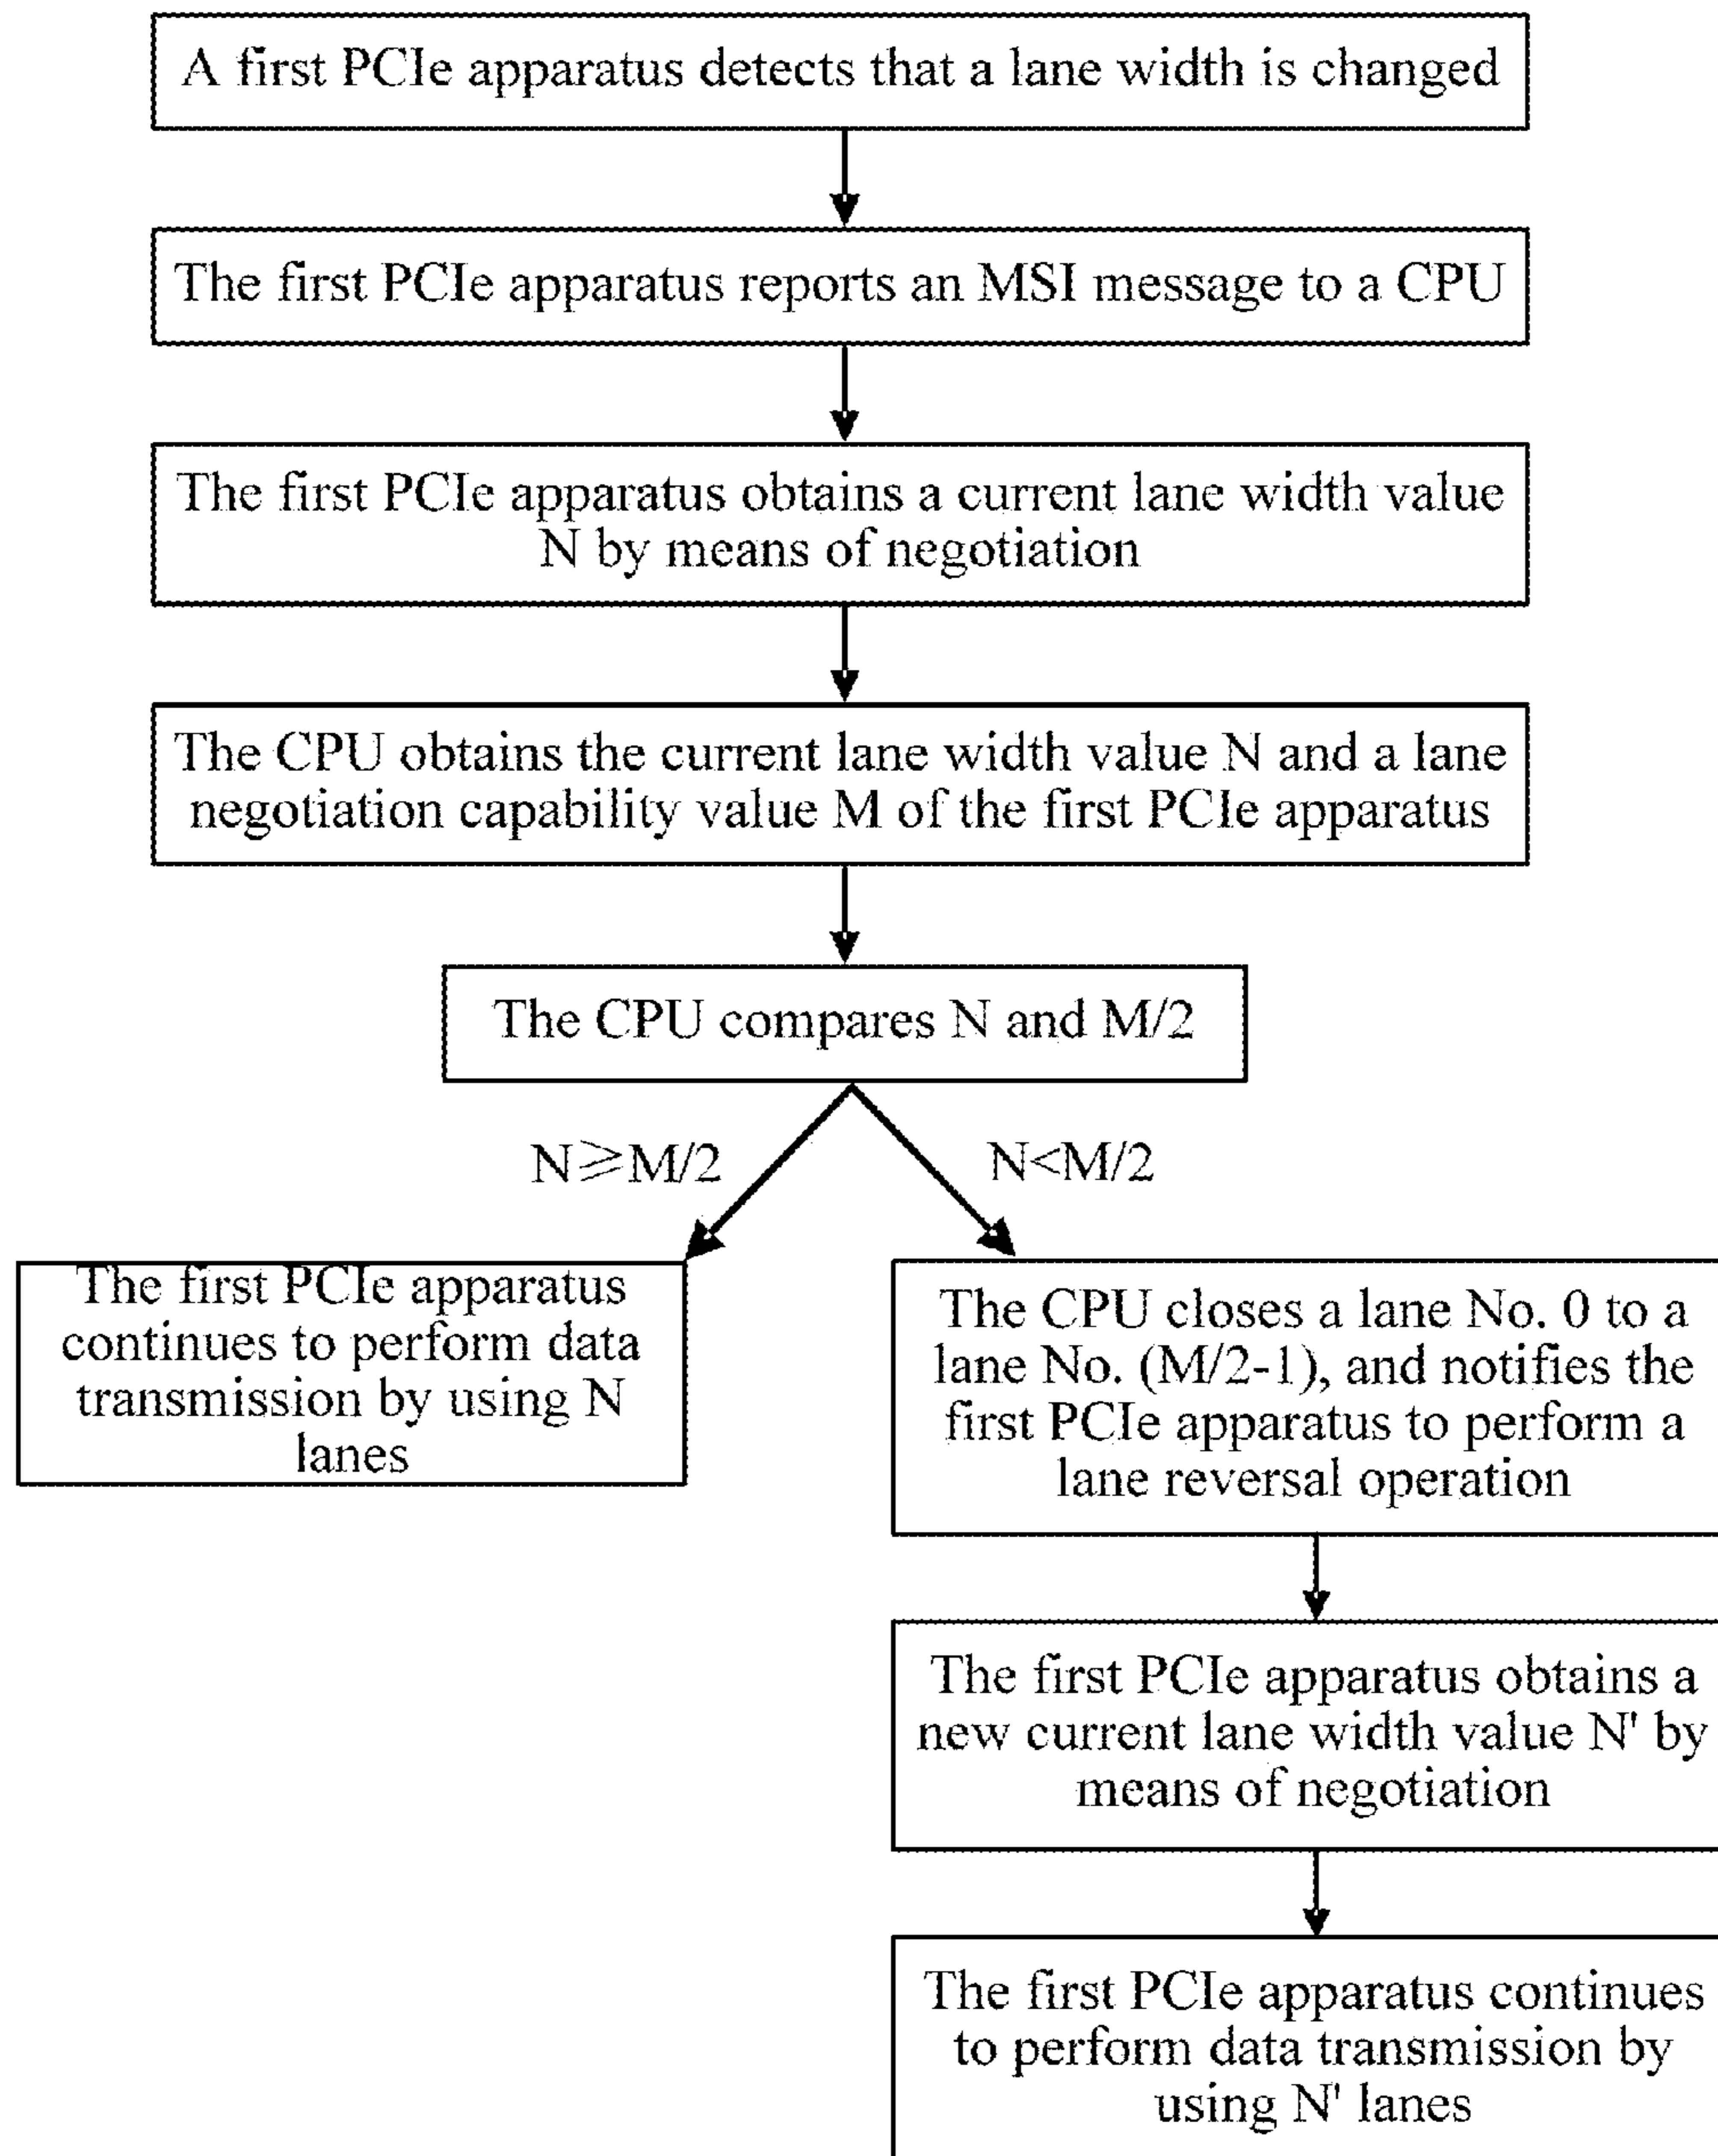 A first PCIe apparatus detects that a lane width is changed
The first PCIe apparatus reports an MSI message to a CPU
The first PCIe apparatus obtains a current lane width value
N by means of negotiation
The CPU obtains the current lane width value N and a lane
negotiation capability value M of the first PCIe apparatus
The CPU compares N and M/2
N≥M/2
N<M/2
The first PCIe apparatus
continues to perform data
transmission by using N
lanes
The CPU closes a lane No. 0 to a
lane No. (M/2-1), and notifies the
first PCIe apparatus to perform a
lane reversal operation
The first PCIe apparatus obtains a
new current lane width value N' by
means of negotiation
The first PCIe apparatus continues
to perform data transmission by
using N' lanes